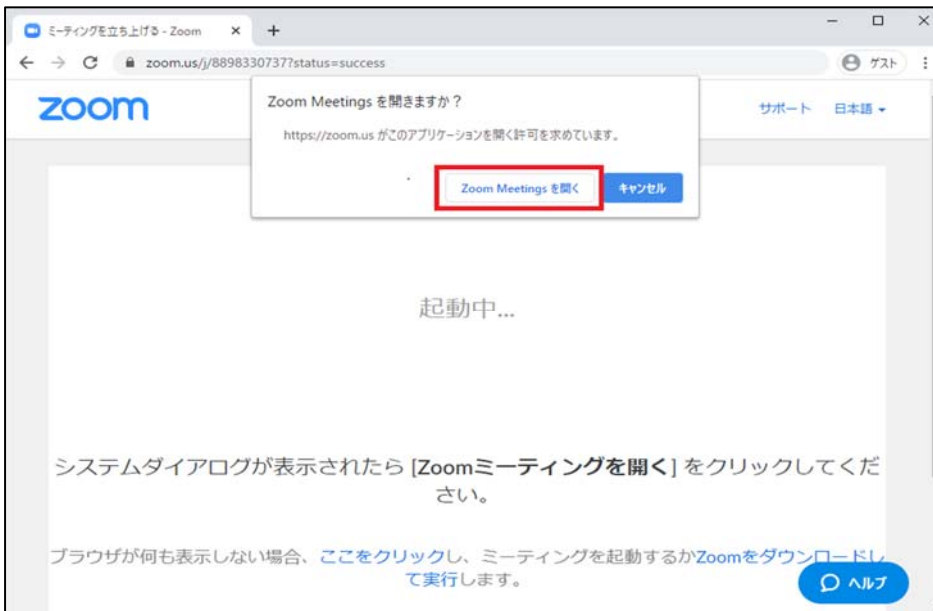 ミーティングを立ち上げる - Zoom
zoom.us/j/8898330737?status=success
ゲスト
zoom
サポート 日本語
Zoom Meetings を開きますか？
https://zoom.us がこのアプリケーションを開く許可を求めています。
Zoom Meetings を開く キャンセル
起動中...
システムダイアログが表示されたら [Zoomミーティングを開く] をクリックしてくだ
さい。
ブラウザが何も表示しない場合、ここをクリックし、ミーティングを起動するかZoomをダウンロードし
て実行します。
ヘルプ